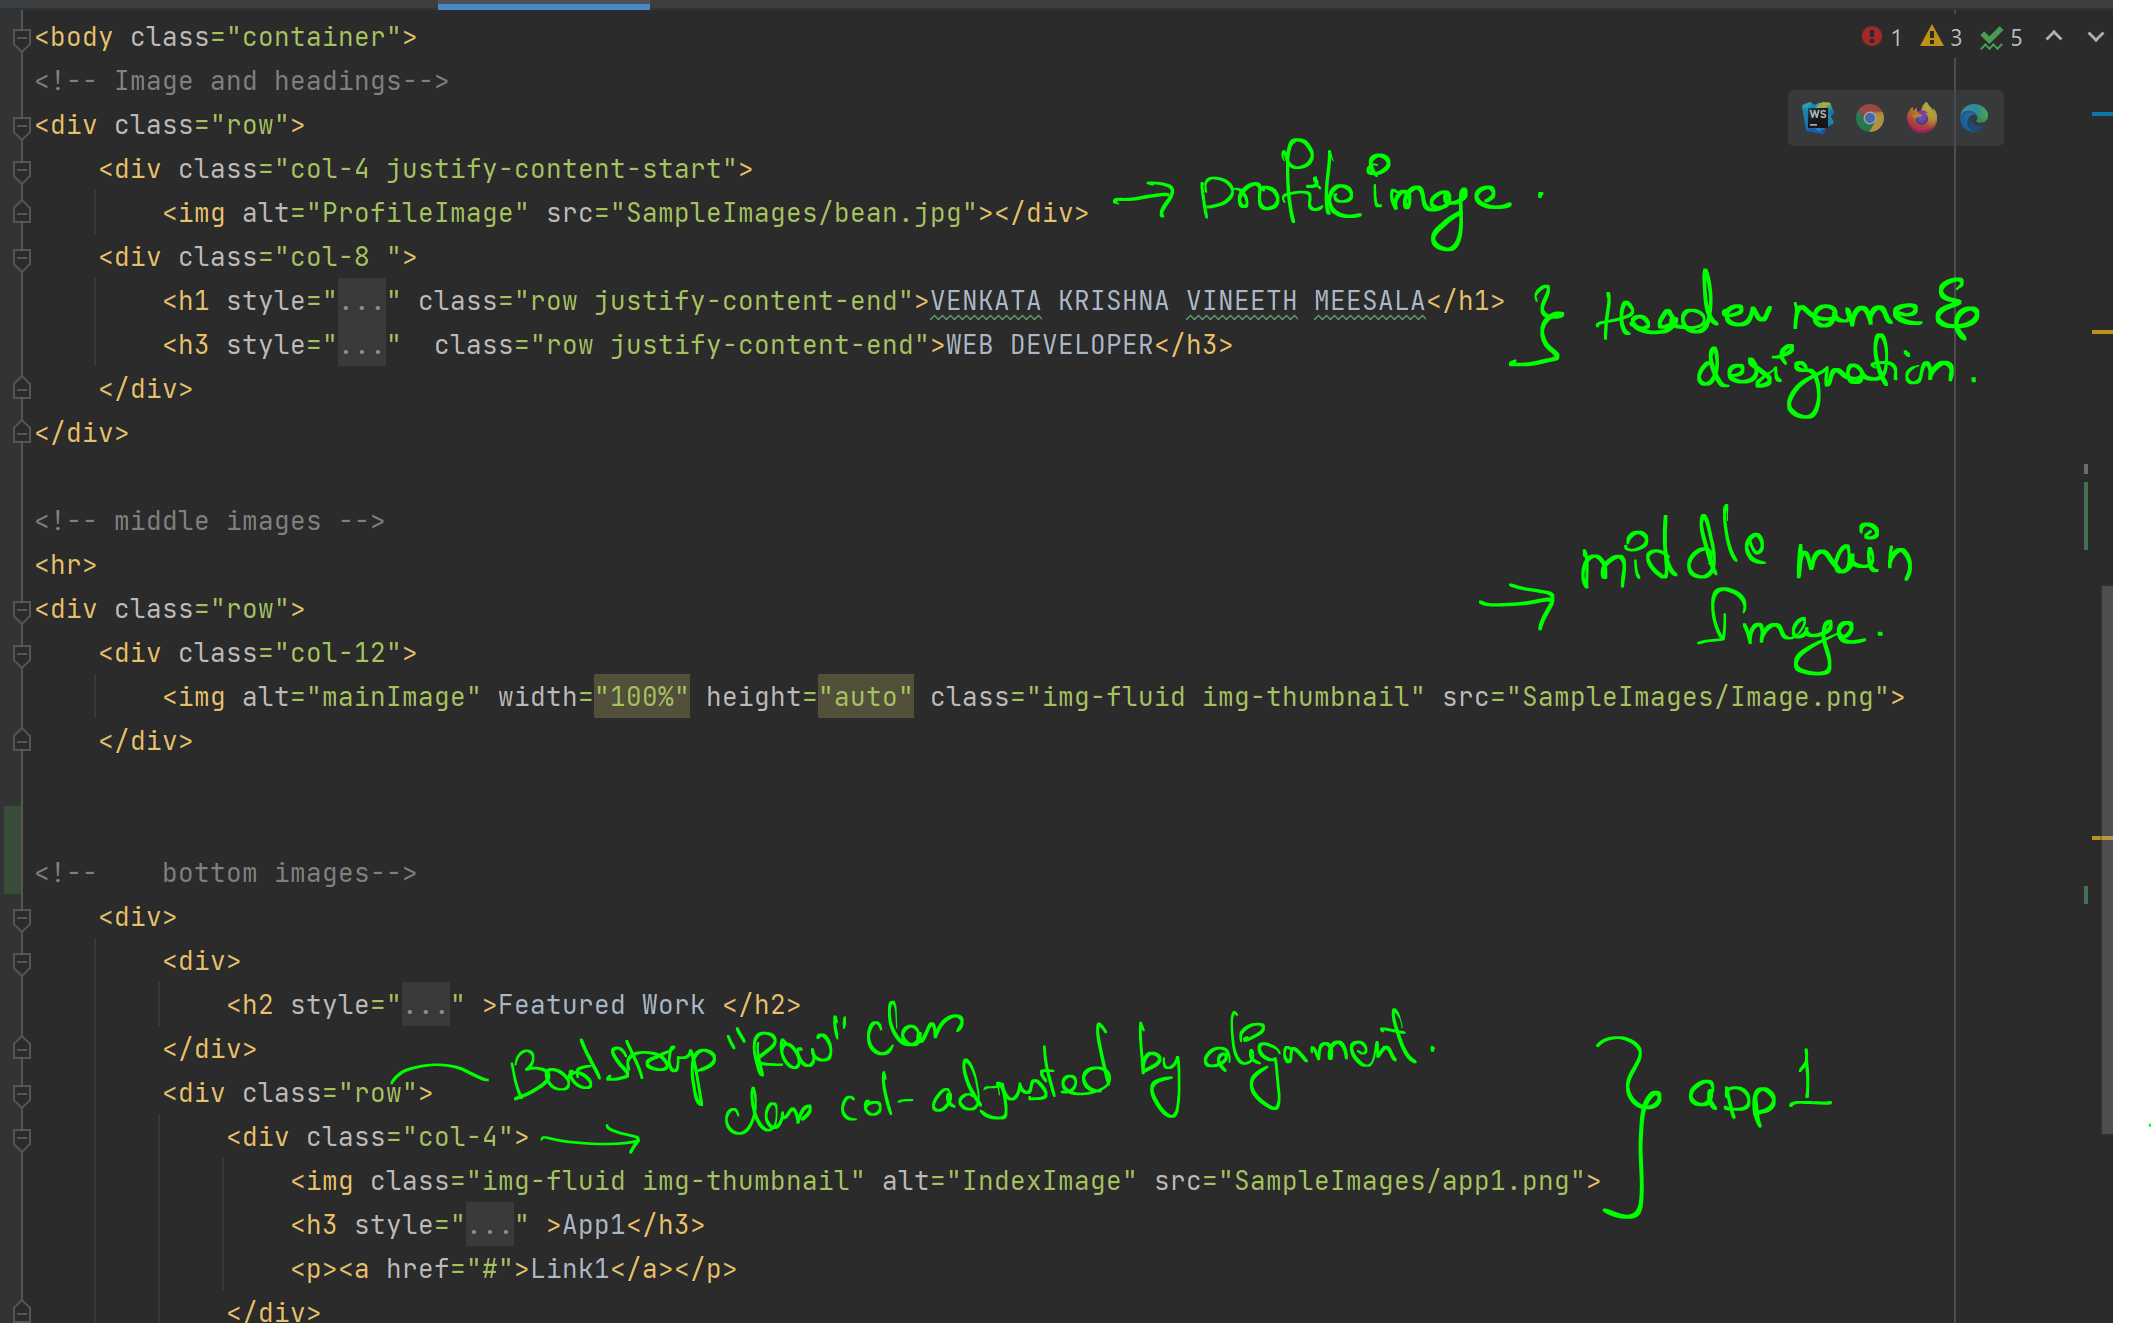 <body class="container">
1 3 5
<!-- Image and headings-->
<div class="row">
WS
<div class="col-4 justify-content-start">
<img alt="ProfileImage" src="SampleImages/bean.jpg"></div>
→ Profile image.
<div class="col-8 ">
<h1 style="..." class="row justify-content-end">VENKATA KRISHNA VINEETH MEESALA</h1>
<h3 style="..."  class="row justify-content-end">WEB DEVELOPER</h3>
} Header name &
designation.
</div>
</div>
<!-- middle images -->
<hr>
<div class="row">
→ middle main
Image.
<div class="col-12">
<img alt="mainImage" width="100%" height="auto" class="img-fluid img-thumbnail" src="SampleImages/Image.png">
</div>
<!--    bottom images-->
<div>
<div>
<h2 style="..." >Featured Work </h2>
</div>
<div class="row">
Bootstrap "Row" class
class col-adjusted by alignment.
} app 1
<div class="col-4">
<img class="img-fluid img-thumbnail" alt="IndexImage" src="SampleImages/app1.png">
<h3 style="..." >App1</h3>
<p><a href="#">Link1</a></p>
</div>